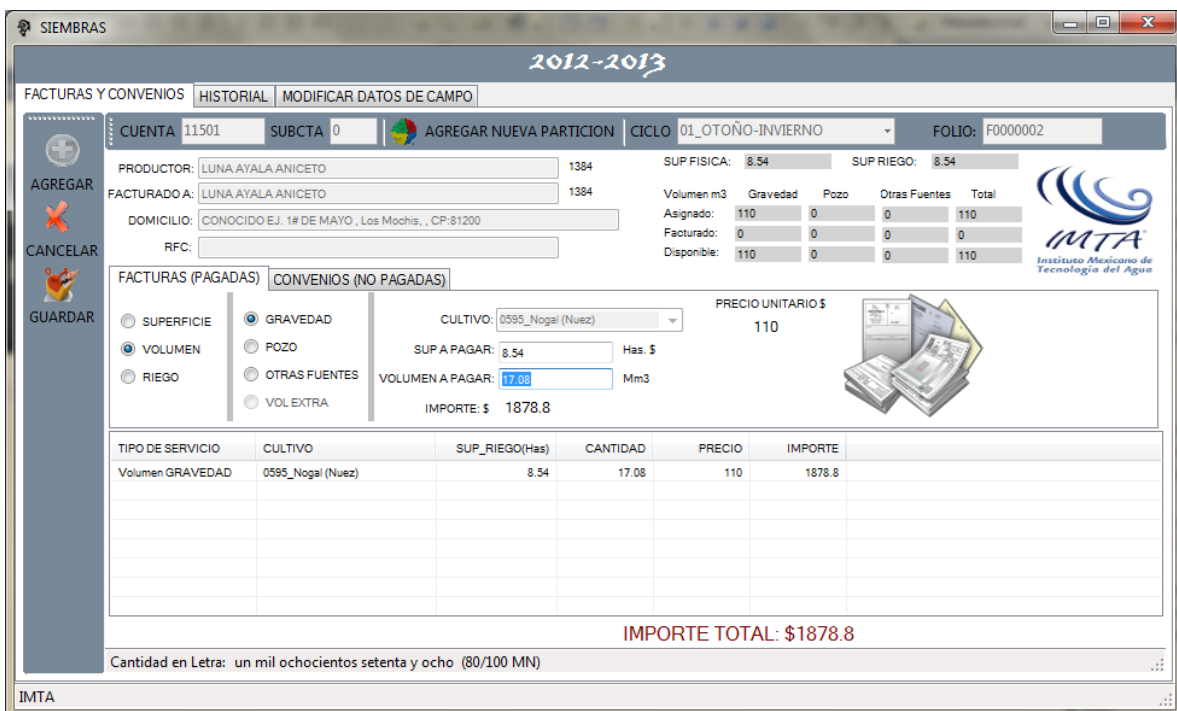 SIEMBRAS
2012-2013
FACTURAS Y CONVENIOS HISTORIAL MODIFICAR DATOS DE CAMPO
CUENTA 11501 SUBCTA 0 AGREGAR NUEVA PARTICION CICLO 01_OTOÑO-INVIERNO FOLIO: F0000002
AGREGAR
CANCELAR
GUARDAR
PRODUCTOR: LUNA AYALA ANICETO 1384
FACTURADO A: LUNA AYALA ANICETO 1384
DOMICILIO: CONOCIDO EJ. 1# DE MAYO , Los Mochis, , CP:81200
RFC:
SUP FISICA: 8.54 SUP RIEGO: 8.54
Volumen m3 Gravedad Pozo Otras Fuentes Total
Asignado: 110 0 0 110
Facturado: 0 0 0 0
Disponible: 110 0 0 110
IMTA
Instituto Mexicano de
Tecnología del Agua
FACTURAS (PAGADAS) CONVENIOS (NO PAGADAS)
SUPERFICIE
VOLUMEN
RIEGO
GRAVEDAD
POZO
OTRAS FUENTES
VOL EXTRA
CULTIVO: 0595_Nogal (Nuez)
SUP A PAGAR: 8.54 Has. $
VOLUMEN A PAGAR: 17.08 Mm3
IMPORTE: $ 1878.8
PRECIO UNITARIO $
110
TIPO DE SERVICIO CULTIVO SUP_RIEGO(Has) CANTIDAD PRECIO IMPORTE
Volumen GRAVEDAD 0595_Nogal (Nuez) 8.54 17.08 110 1878.8
IMPORTE TOTAL: $1878.8
Cantidad en Letra: un mil ochocientos setenta y ocho (80/100 MN)
IMTA